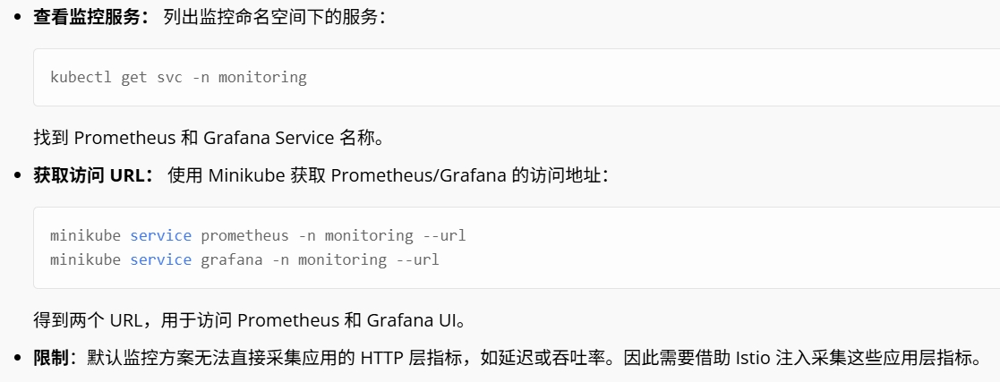 查看监控服务： 列出监控命名空间下的服务：
kubectl get svc -n monitoring
找到 Prometheus 和 Grafana Service 名称。
获取访问 URL： 使用 Minikube 获取 Prometheus/Grafana 的访问地址：
minikube service prometheus -n monitoring --url
minikube service grafana -n monitoring --url
得到两个 URL，用于访问 Prometheus 和 Grafana UI。
限制：默认监控方案无法直接采集应用的 HTTP 层指标，如延迟或吞吐率。因此需要借助 Istio 注入采集这些应用层指标。